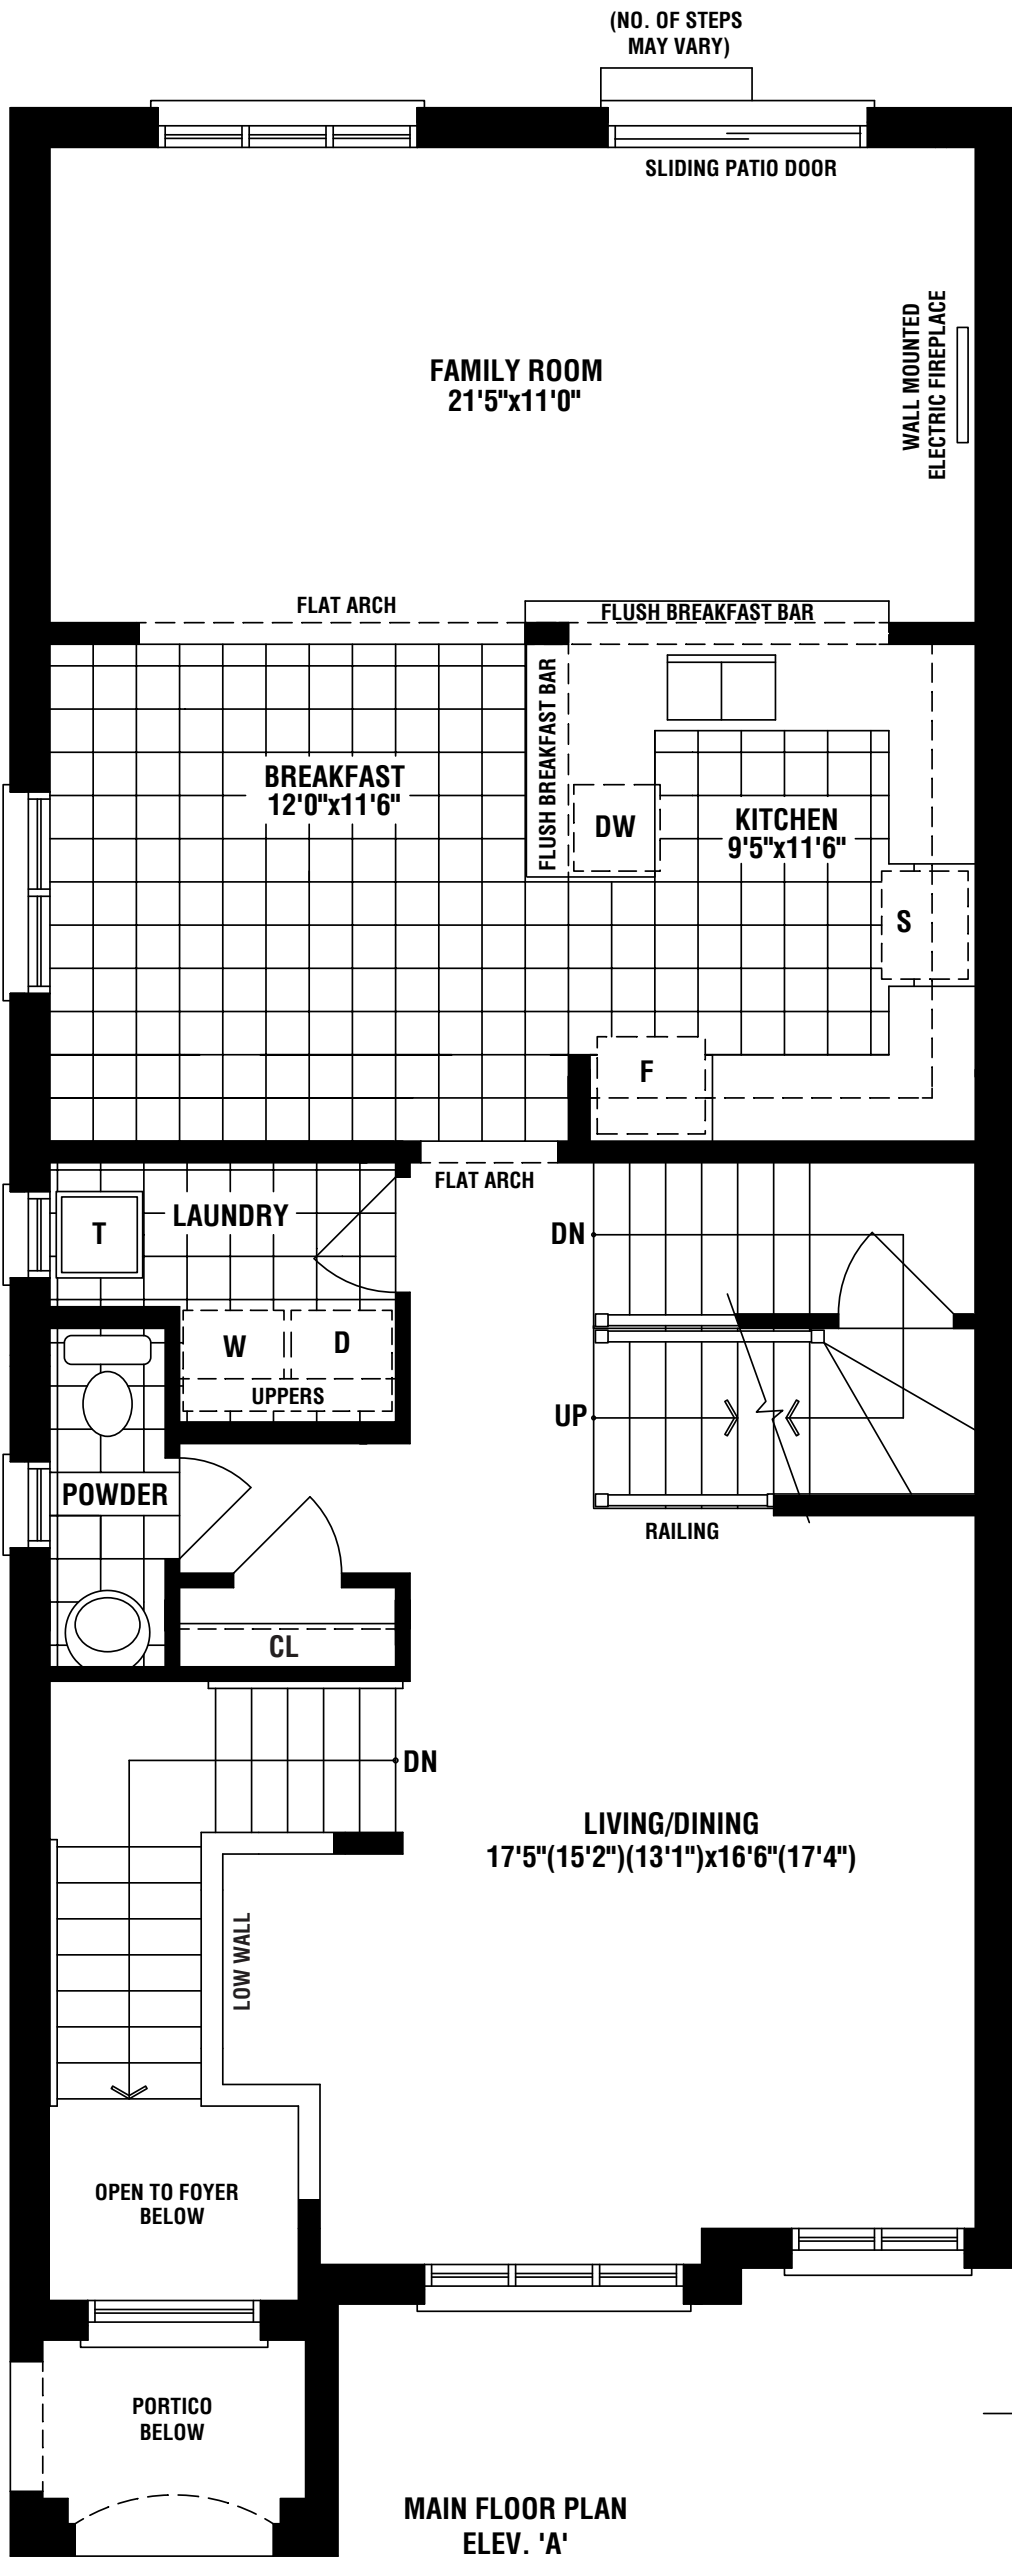 (NO. OF STEPS
MAY VARY)
SLIDING PATIO DOOR
WALL MOUNTED
ELECTRIC FIREPLACE
FAMILY ROOM
21'5"x11'0"
FLAT ARCH
FLUSH BREAKFAST BAR
FLUSH BREAKFAST BAR
BREAKFAST
12'0"x11'6"
DW
KITCHEN
9'5"x11'6"
S
F
FLAT ARCH
LAUNDRY
T
DN
W
D
UPPERS
UP
POWDER
RAILING
CL
DN
LIVING/DINING
17'5"(15'2")(13'1")x16'6"(17'4")
LOW WALL
OPEN TO FOYER
BELOW
PORTICO
BELOW
MAIN FLOOR PLAN
ELEV. 'A'